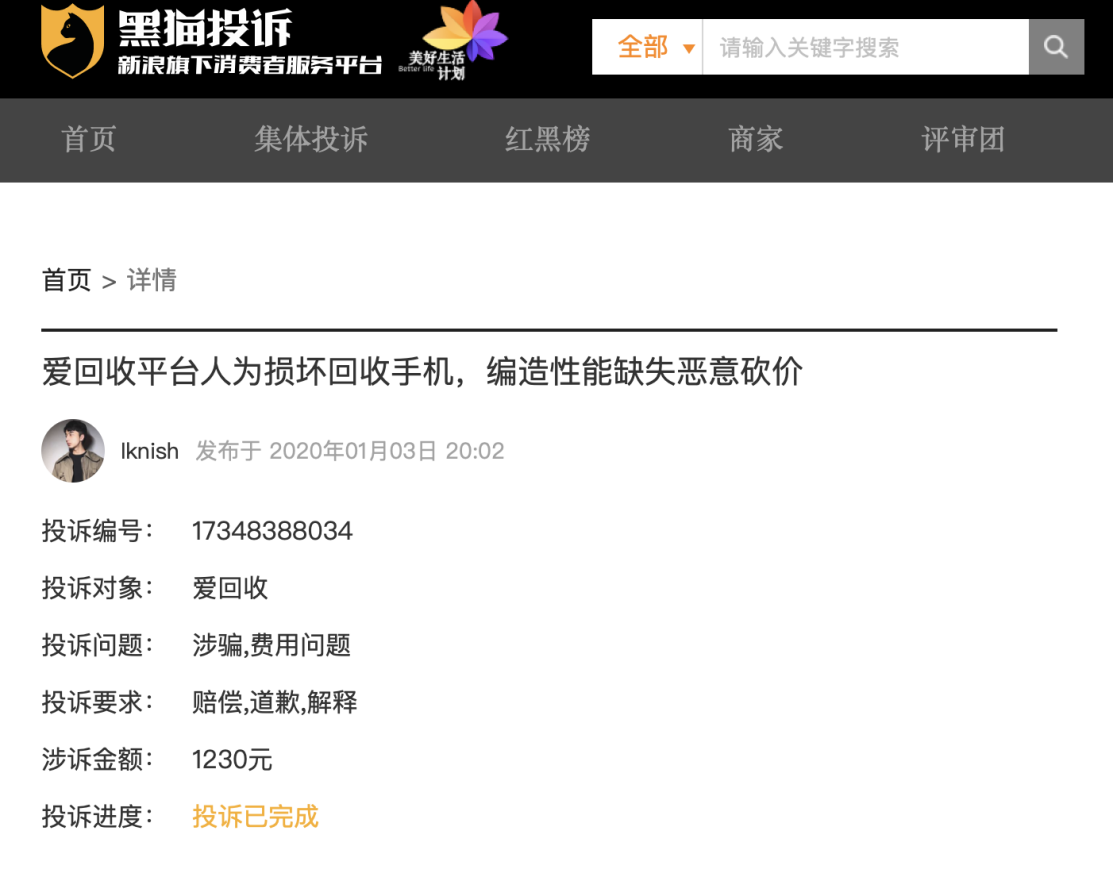 黑猫投诉
新浪旗下消费者服务平台
美好生活
Better life 计划
全部 ▼ 请输入关键字搜索
首页 集体投诉 红黑榜 商家 评审团
首页 > 详情
爱回收平台人为损坏回收手机，编造性能缺失恶意砍价
lknish 发布于 2020年01月03日 20:02
投诉编号： 17348388034
投诉对象： 爱回收
投诉问题： 涉骗,费用问题
投诉要求： 赔偿,道歉,解释
涉诉金额： 1230元
投诉进度： 投诉已完成